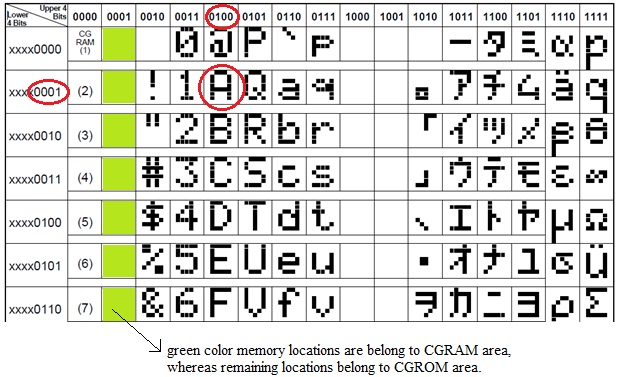 Upper 4 Bits Lower 4 Bits 0000 0001 0010 0011 0100 0101 0110 0111 1000 1001 1010 1011 1100 1101 1110 1111
xxxx0000 CG RAM (1) 0 @ P ` p ー タ ミ α p
xxxx0001 (2) ! 1 A Q a q 。 ア チ ム ä q
xxxx0010 (3) " 2 B R b r 「 イ ツ メ β θ
xxxx0011 (4) # 3 C S c s 」 ウ テ モ ε ∞
xxxx0100 (5) $ 4 D T d t 、 エ ト ヤ μ Ω
xxxx0101 (6) % 5 E U e u ・ オ ナ ユ σ ü
xxxx0110 (7) & 6 F V f v ヲ カ ニ ヨ ρ Σ
green color memory locations are belong to CGRAM area,
whereas remaining locations belong to CGROM area.